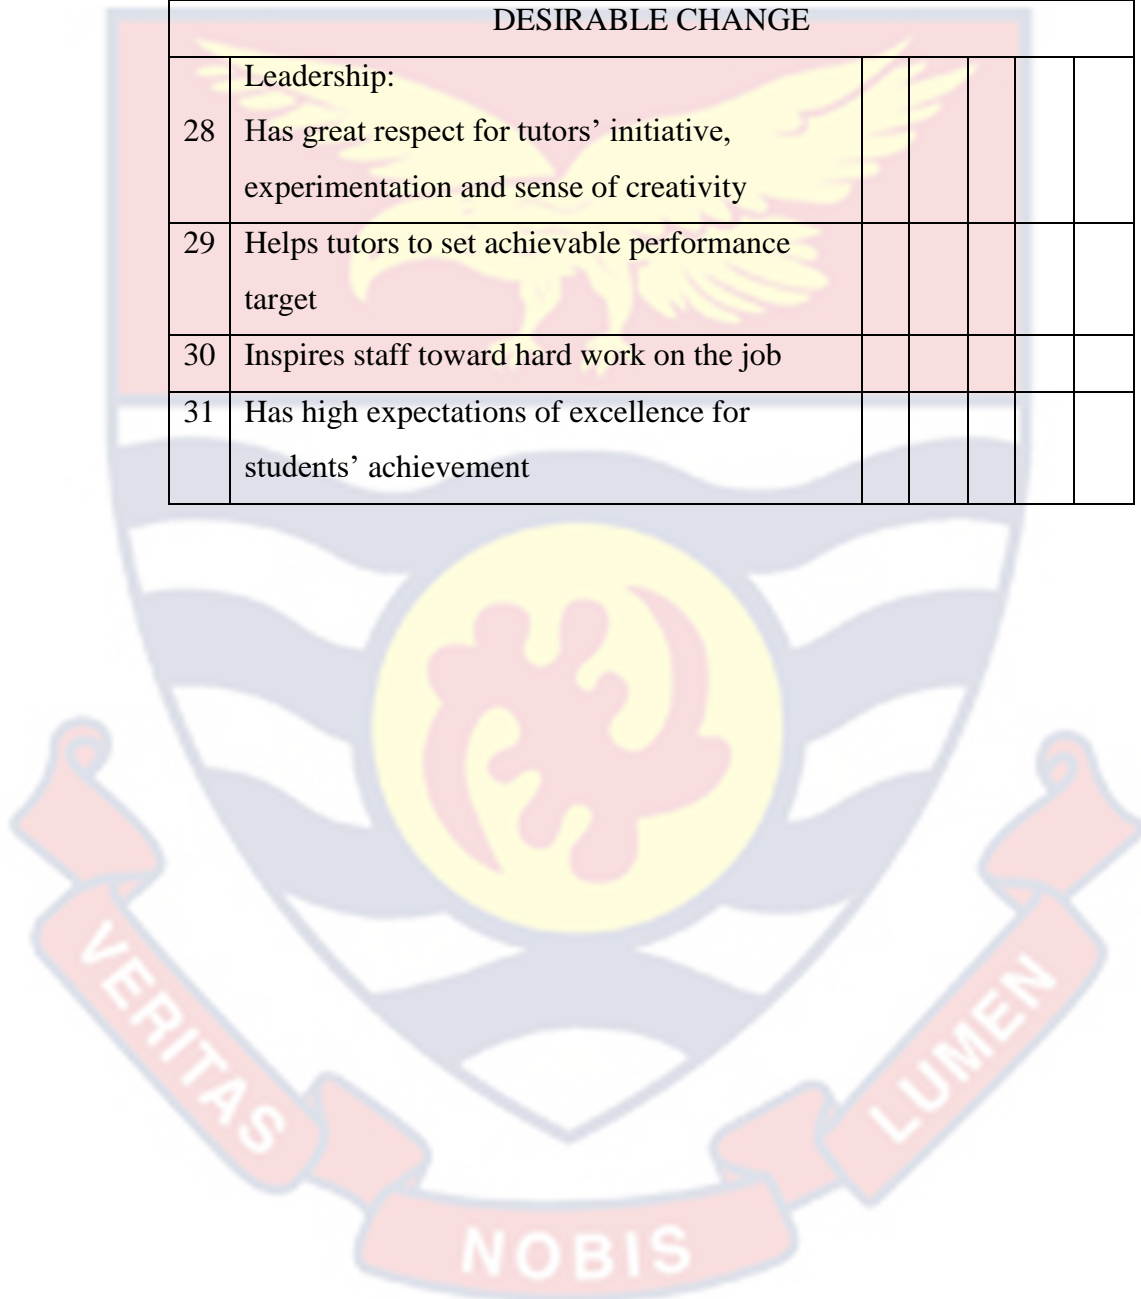 DESIRABLE CHANGE
Leadership:
28 Has great respect for tutors’ initiative,
experimentation and sense of creativity
29 Helps tutors to set achievable performance
target
30 Inspires staff toward hard work on the job
31 Has high expectations of excellence for
students’ achievement
VERITAS
NOBIS
LUMEN